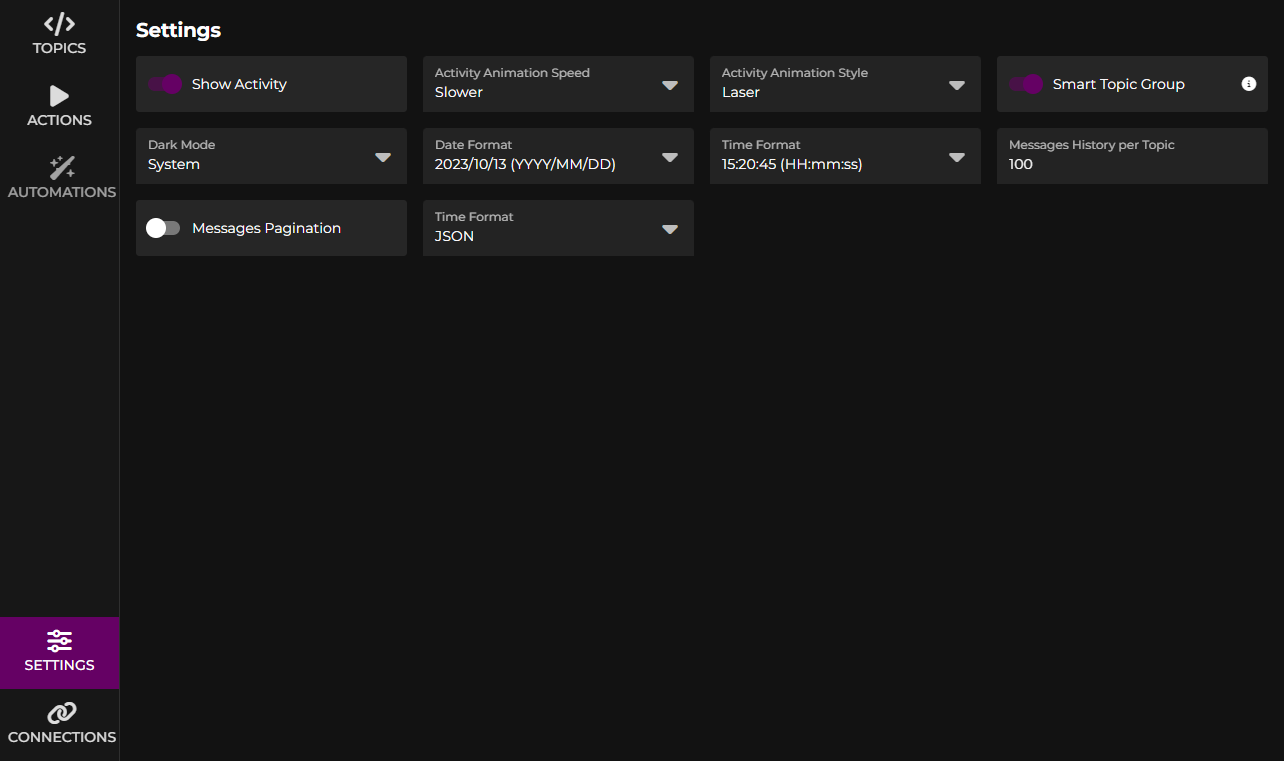 TOPICS
ACTIONS
AUTOMATIONS
SETTINGS
CONNECTIONS
Settings
Show Activity
Activity Animation Speed
Slower
Activity Animation Style
Laser
Smart Topic Group
Dark Mode
System
Date Format
2023/10/13 (YYYY/MM/DD)
Time Format
15:20:45 (HH:mm:ss)
Messages History per Topic
100
Messages Pagination
Time Format
JSON